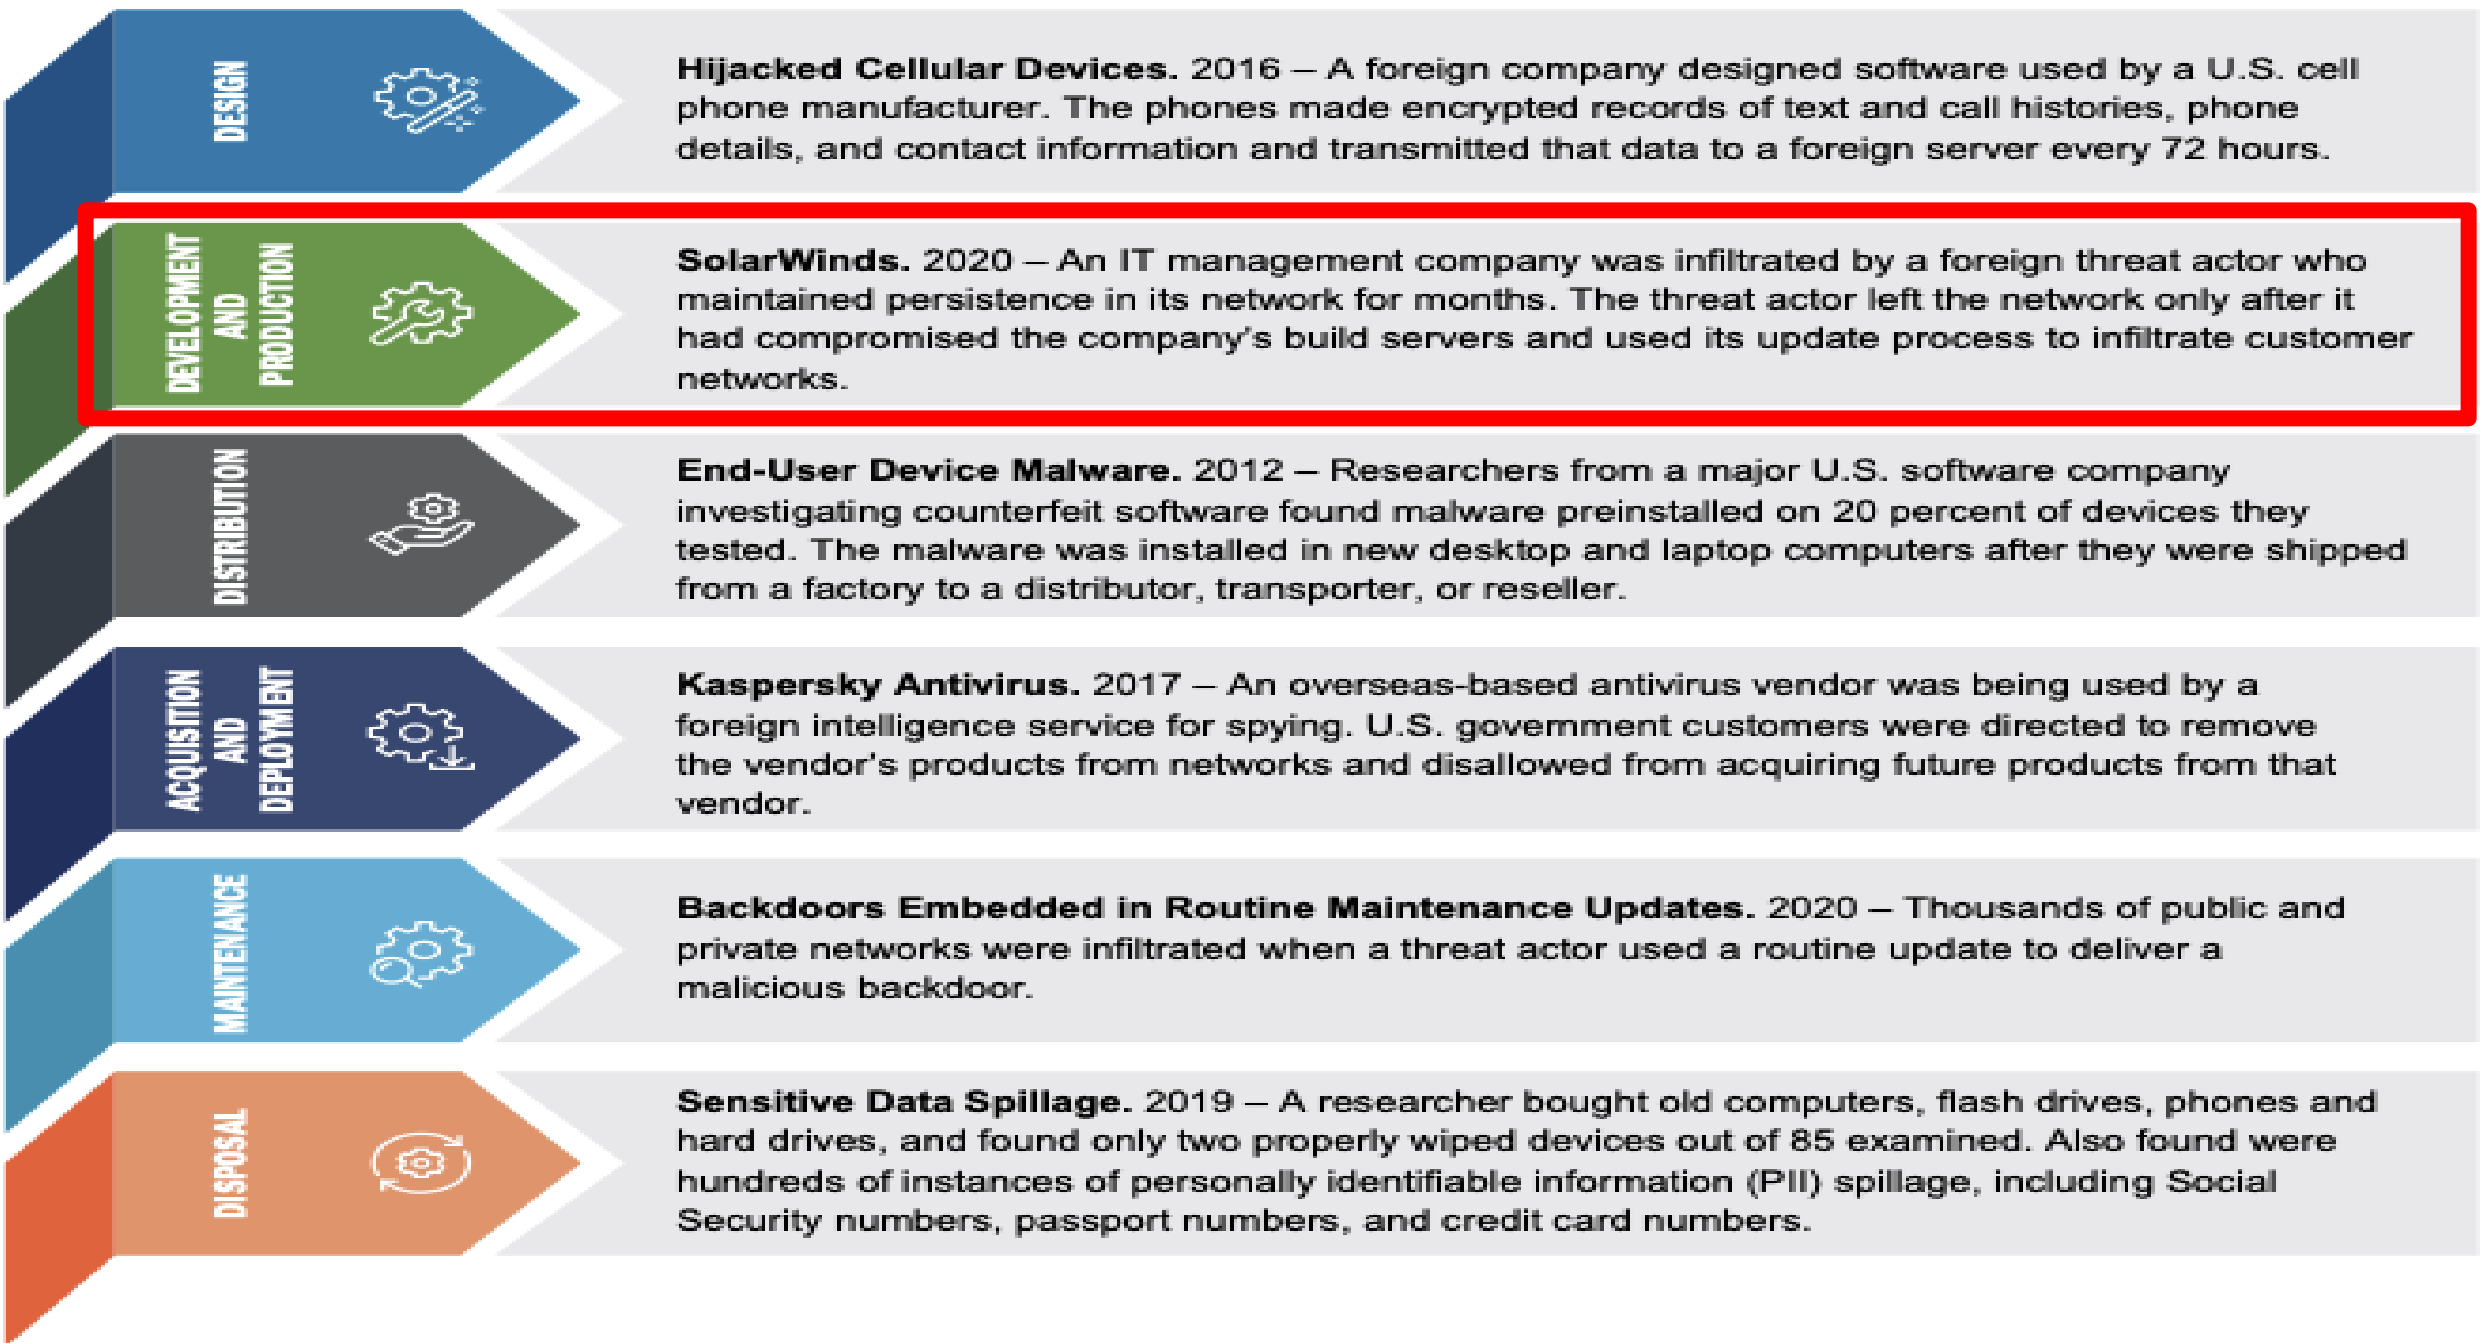 DESIGN
Hijacked Cellular Devices. 2016 – A foreign company designed software used by a U.S. cell
phone manufacturer. The phones made encrypted records of text and call histories, phone
details, and contact information and transmitted that data to a foreign server every 72 hours.
DEVELOPMENT
AND
PRODUCTION
SolarWinds. 2020 – An IT management company was infiltrated by a foreign threat actor who
maintained persistence in its network for months. The threat actor left the network only after it
had compromised the company's build servers and used its update process to infiltrate customer
networks.
DISTRIBUTION
End-User Device Malware. 2012 – Researchers from a major U.S. software company
investigating counterfeit software found malware preinstalled on 20 percent of devices they
tested. The malware was installed in new desktop and laptop computers after they were shipped
from a factory to a distributor, transporter, or reseller.
ACQUISITION
AND
DEPLOYMENT
Kaspersky Antivirus. 2017 – An overseas-based antivirus vendor was being used by a
foreign intelligence service for spying. U.S. government customers were directed to remove
the vendor's products from networks and disallowed from acquiring future products from that
vendor.
MAINTENANCE
Backdoors Embedded in Routine Maintenance Updates. 2020 – Thousands of public and
private networks were infiltrated when a threat actor used a routine update to deliver a
malicious backdoor.
DISPOSAL
Sensitive Data Spillage. 2019 – A researcher bought old computers, flash drives, phones and
hard drives, and found only two properly wiped devices out of 85 examined. Also found were
hundreds of instances of personally identifiable information (PII) spillage, including Social
Security numbers, passport numbers, and credit card numbers.